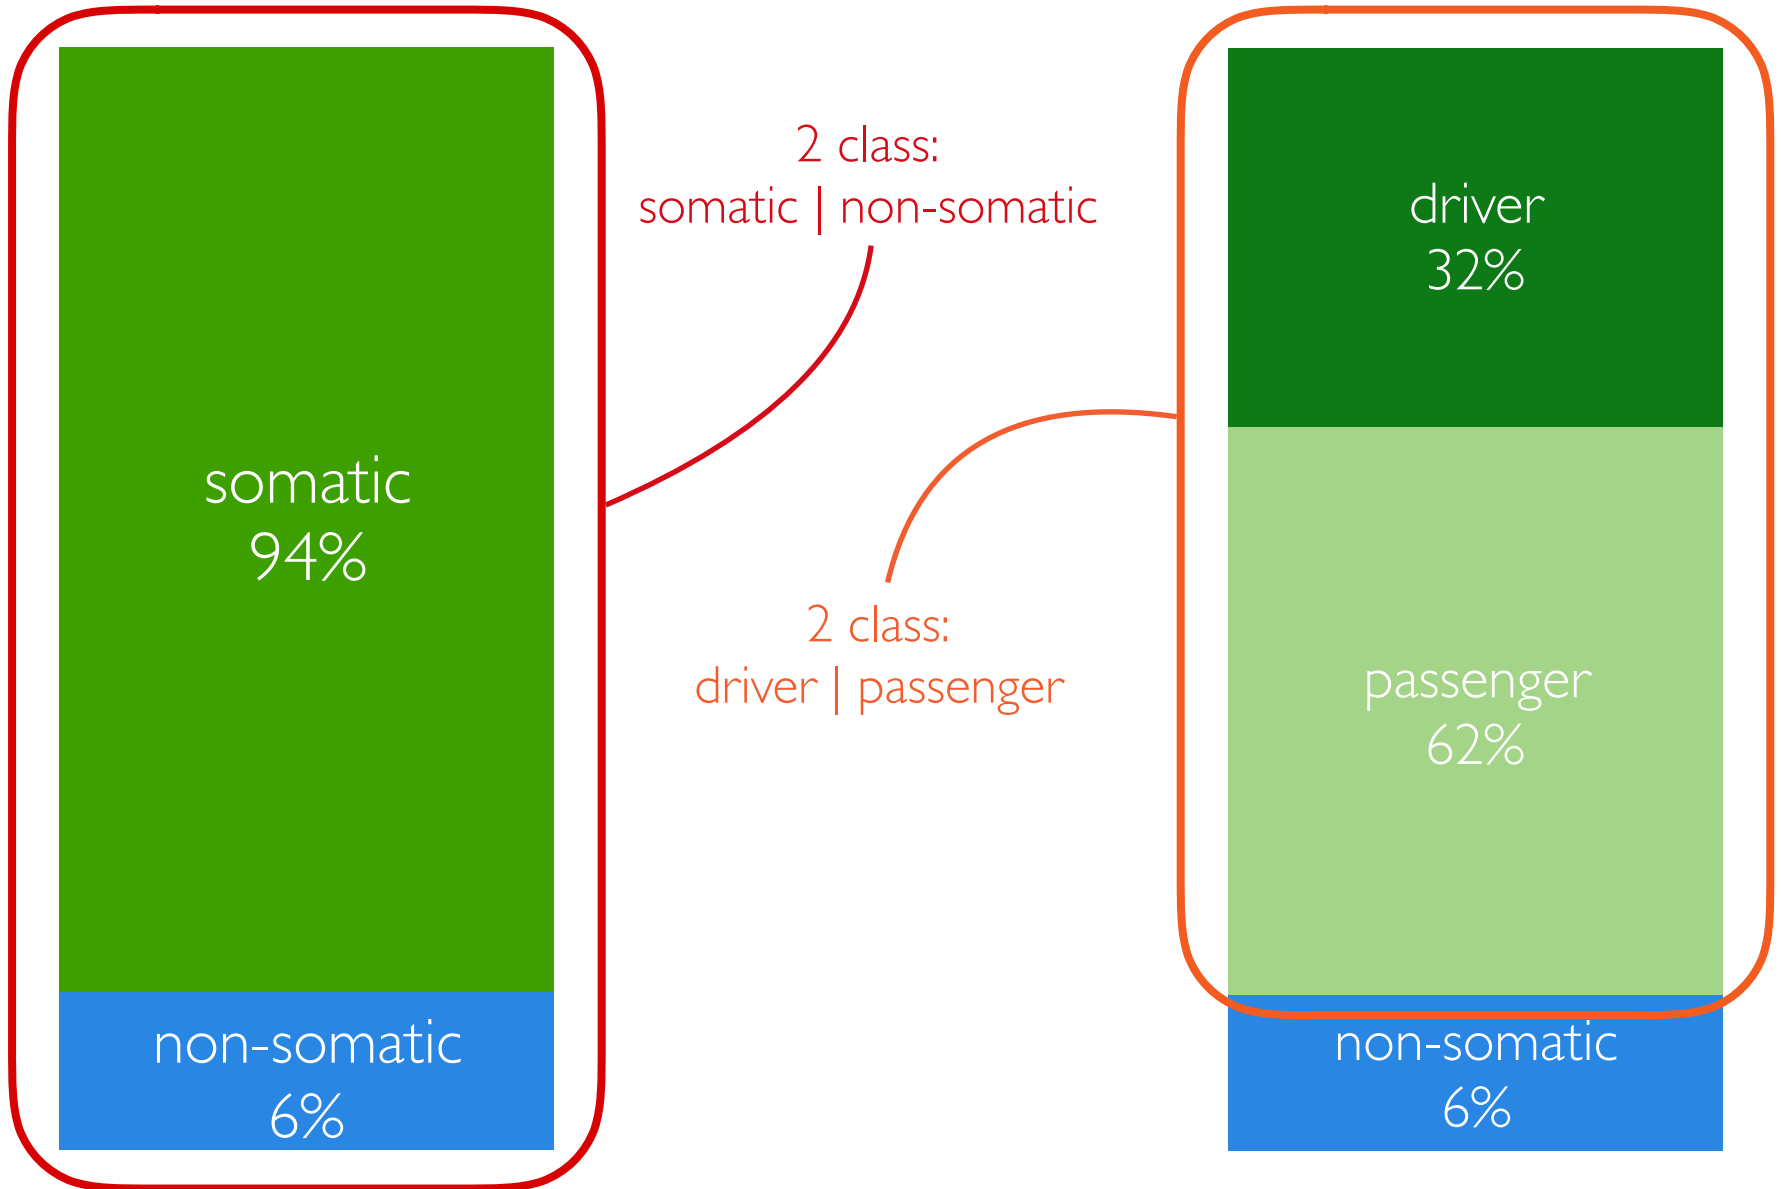 somatic
94%
non-somatic
6%
2 class:
somatic | non-somatic
2 class:
driver | passenger
driver
32%
passenger
62%
non-somatic
6%